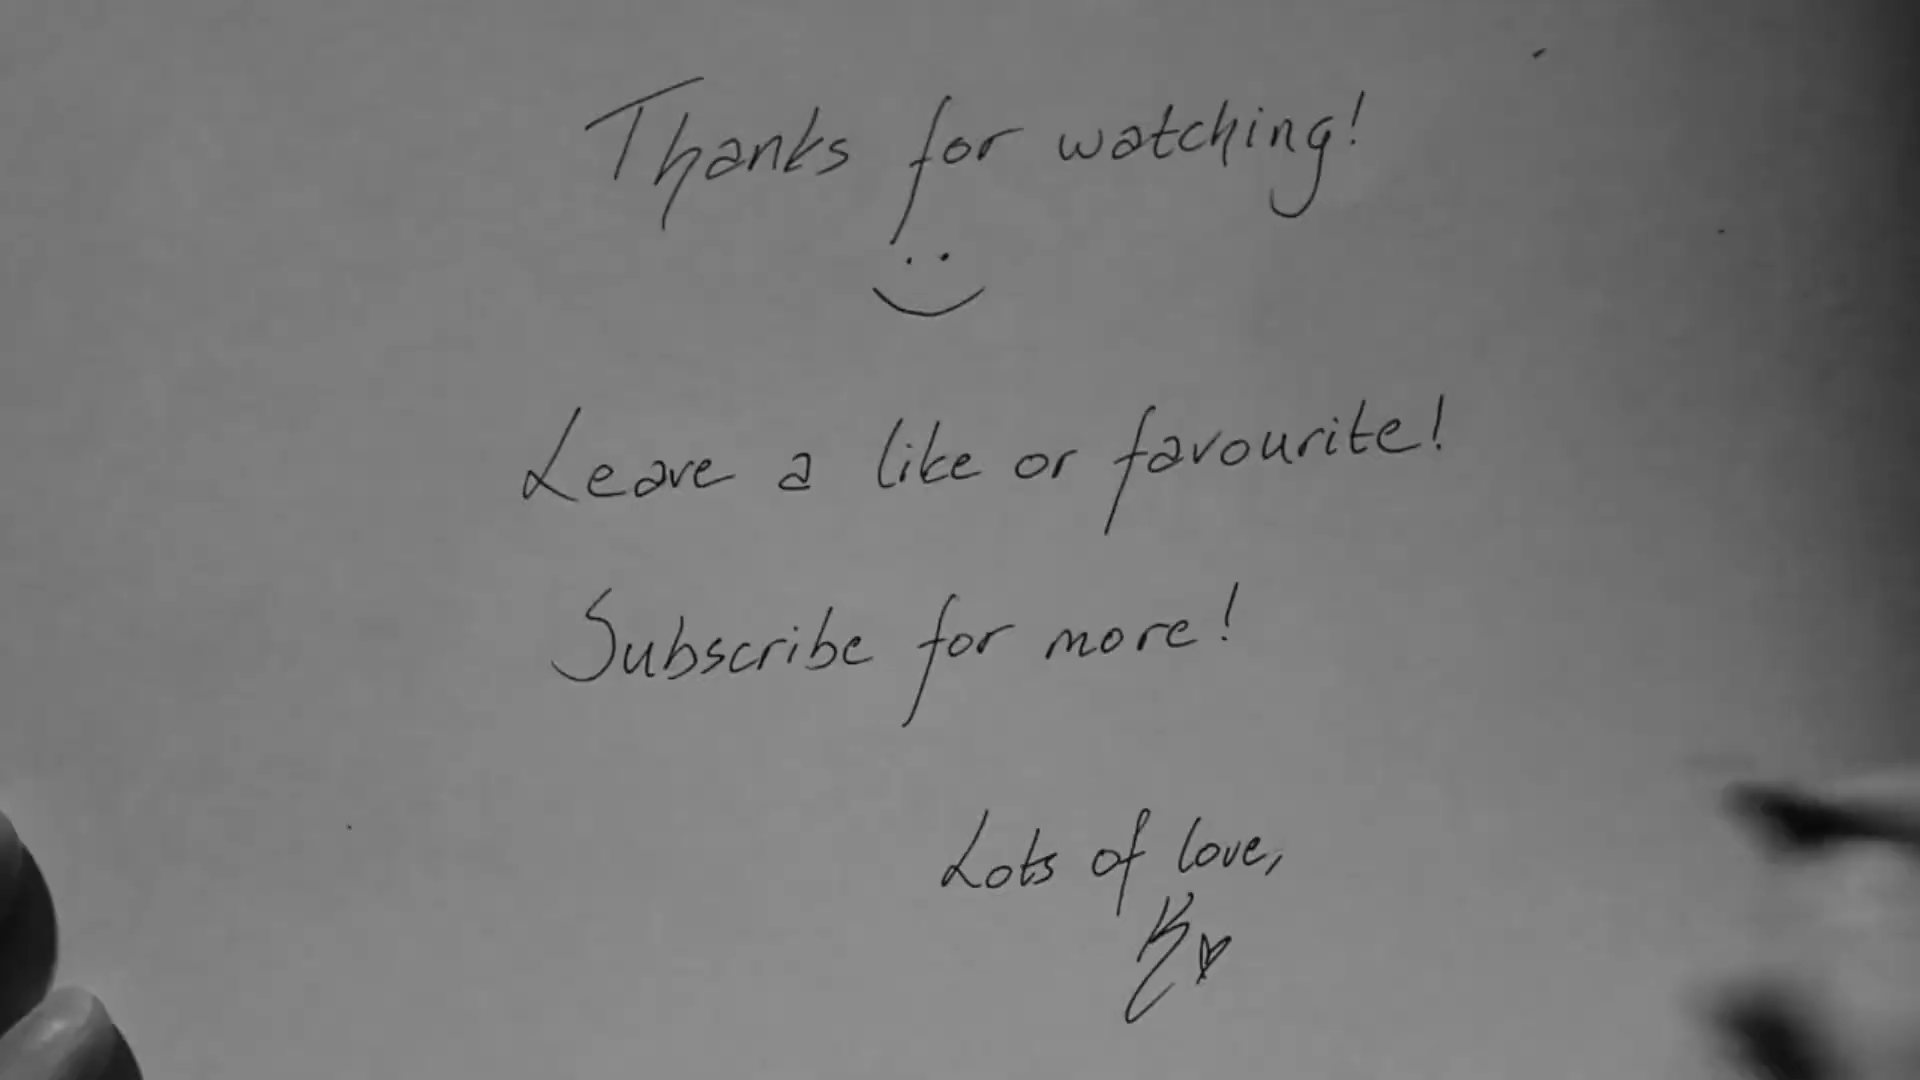 Thanks for watching!
Leave a like or favourite!
Subscribe for more!
Lots of love,